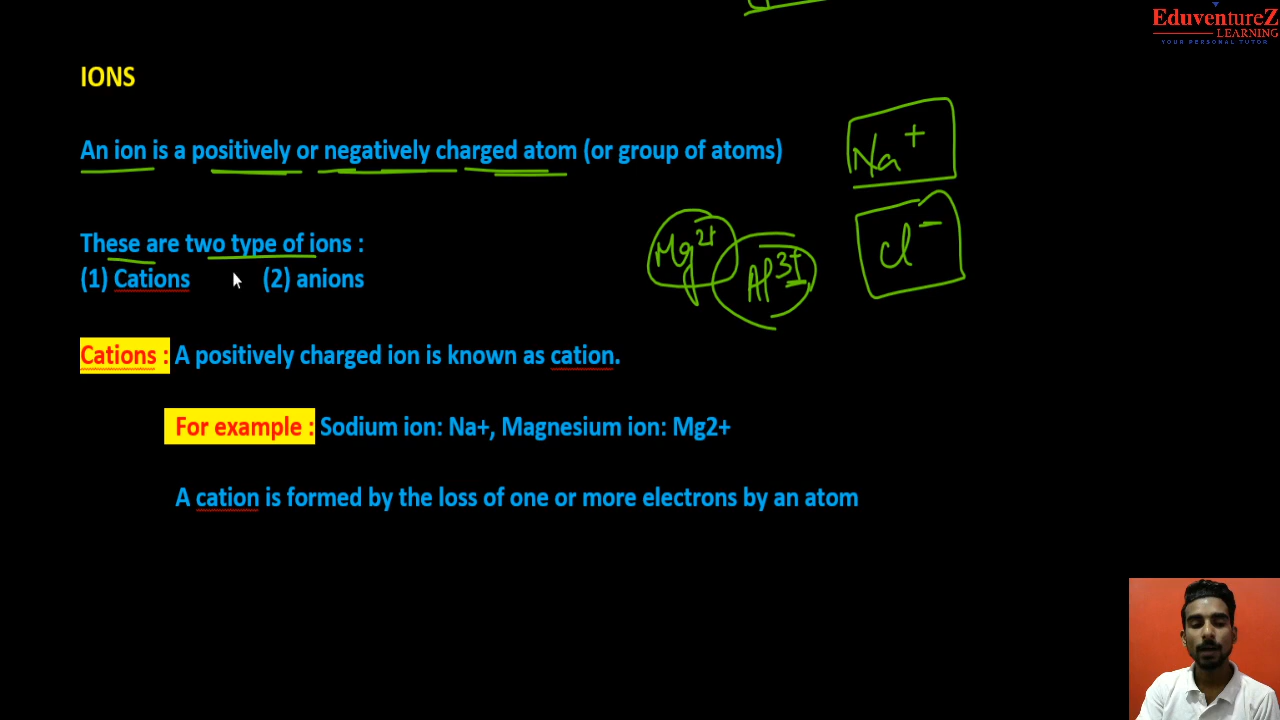 EduventureZ
LEARNING
YOUR PERSONAL TUTOR
IONS
An ion is a positively or negatively charged atom (or group of atoms)
Na+
Cl-
Mg2+
Al3+
These are two type of ions :
(1) Cations (2) anions
Cations : A positively charged ion is known as cation.
For example : Sodium ion: Na+, Magnesium ion: Mg2+
A cation is formed by the loss of one or more electrons by an atom